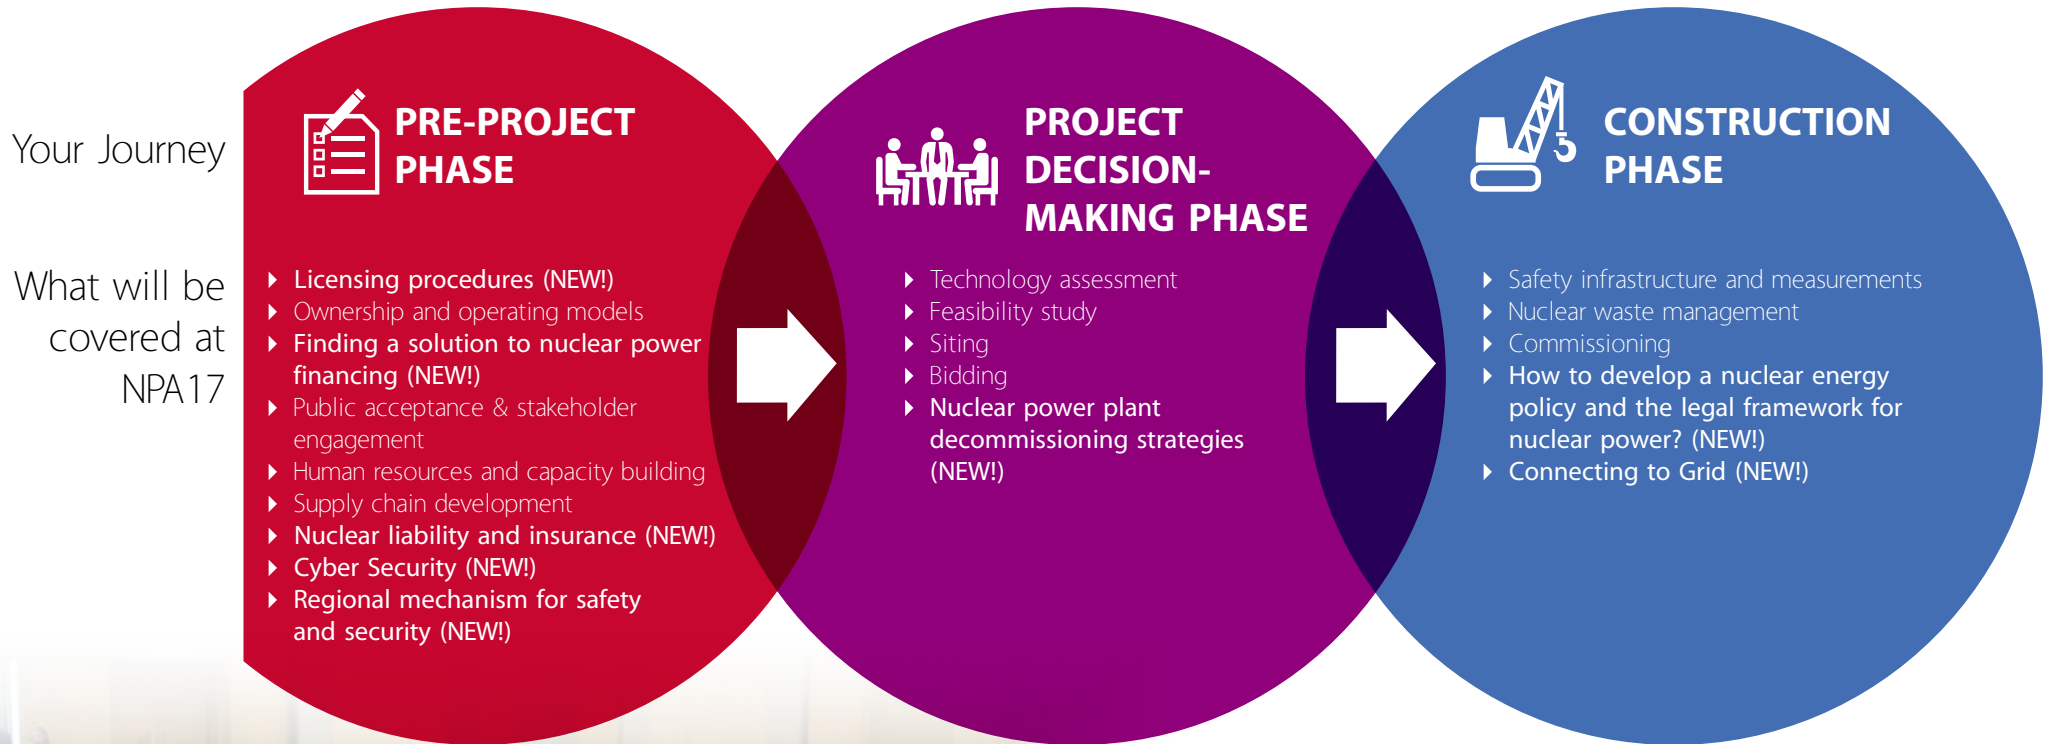 Your Journey
What will be
covered at
NPA17
PRE-PROJECT
PHASE
Licensing procedures (NEW!)
Ownership and operating models
Finding a solution to nuclear power
financing (NEW!)
Public acceptance & stakeholder
engagement
Human resources and capacity building
Supply chain development
Nuclear liability and insurance (NEW!)
Cyber Security (NEW!)
Regional mechanism for safety
and security (NEW!)
PROJECT
DECISION-
MAKING PHASE
Technology assessment
Feasibility study
Siting
Bidding
Nuclear power plant
decommissioning strategies
(NEW!)
CONSTRUCTION
PHASE
Safety infrastructure and measurements
Nuclear waste management
Commissioning
How to develop a nuclear energy
policy and the legal framework for
nuclear power? (NEW!)
Connecting to Grid (NEW!)